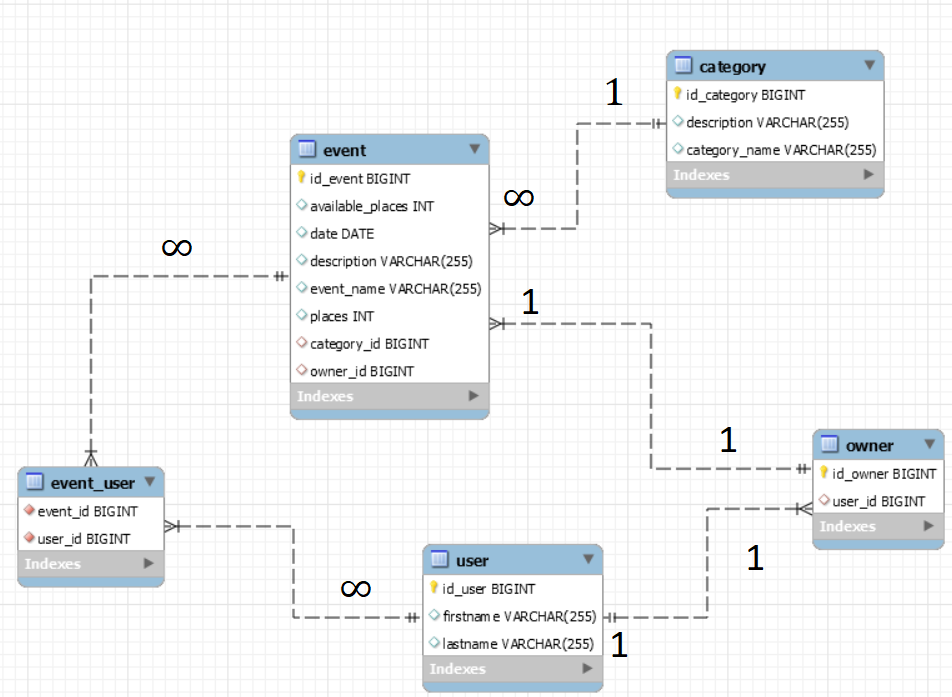 category
id_category BIGINT
description VARCHAR(255)
category_name VARCHAR(255)
Indexes
1
∞
event
id_event BIGINT
available_places INT
date DATE
description VARCHAR(255)
event_name VARCHAR(255)
places INT
category_id BIGINT
owner_id BIGINT
Indexes
∞
1
1
owner
id_owner BIGINT
user_id BIGINT
Indexes
event_user
event_id BIGINT
user_id BIGINT
Indexes
∞
user
id_user BIGINT
firstname VARCHAR(255)
lastname VARCHAR(255)
Indexes
1
1